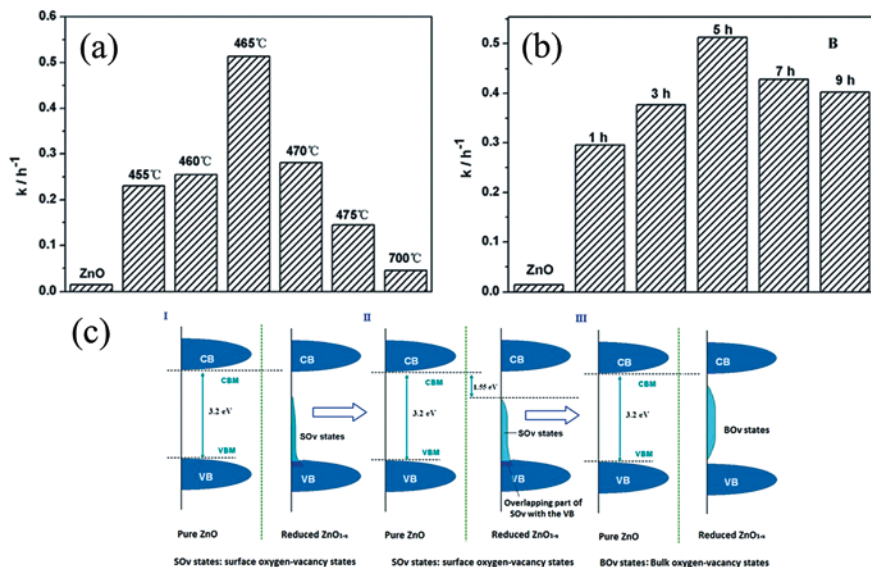 (a)
0.6
0.5
0.4
0.3
0.2
0.1
0.0
k / h⁻¹
ZnO
455℃
460℃
465℃
470℃
475℃
700℃
(b)
B
0.5
0.4
0.3
0.2
0.1
0.0
k / h⁻¹
ZnO
1 h
3 h
5 h
7 h
9 h
(c)
I
II
III
CB
CBM
3.2 eV
VBM
VB
Pure ZnO
CB
SOv states
VB
Reduced ZnO₁₋ₓ
SOv states: surface oxygen-vacancy states
CB
CBM
3.2 eV
VBM
VB
Pure ZnO
1.55 eV
CB
SOv states
VB
Overlapping part of
SOv with the VB
Reduced ZnO₁₋ₓ
SOv states: surface oxygen-vacancy states
CB
CBM
3.2 eV
VBM
VB
Pure ZnO
CB
BOv states
VB
Reduced ZnO₁₋ₓ
BOv states: Bulk oxygen-vacancy states